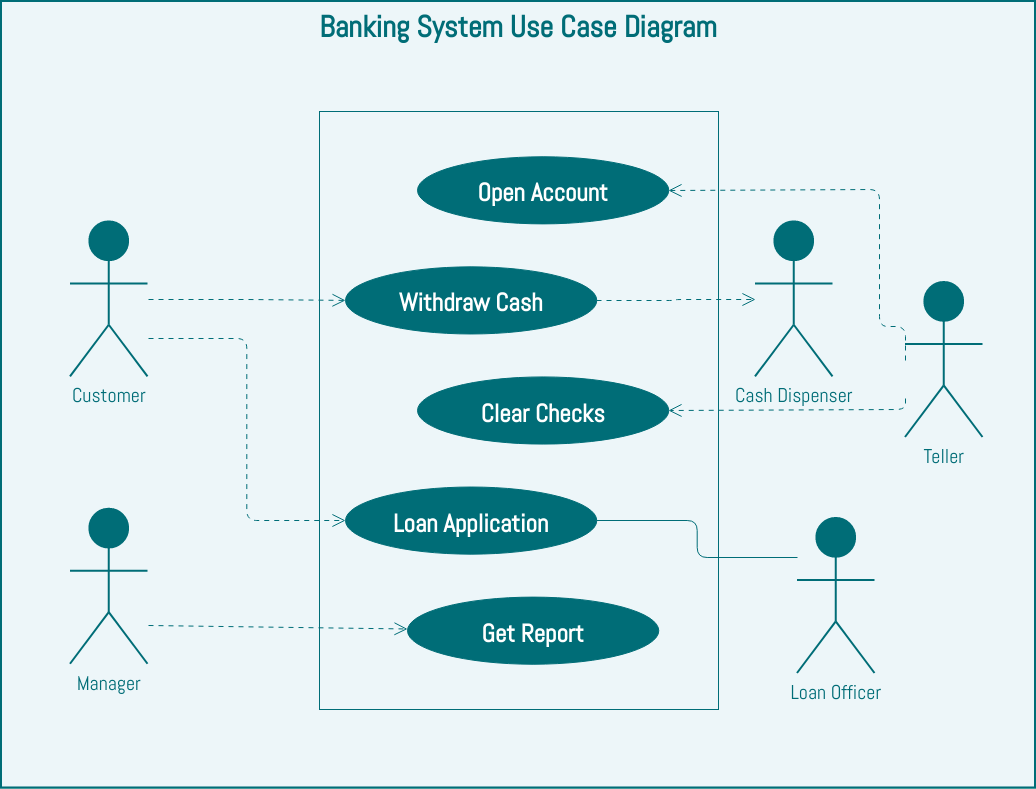 Banking System Use Case Diagram
Open Account
Withdraw Cash
Customer
Cash Dispenser
Clear Checks
Teller
Loan Application
Get Report
Manager
Loan Officer